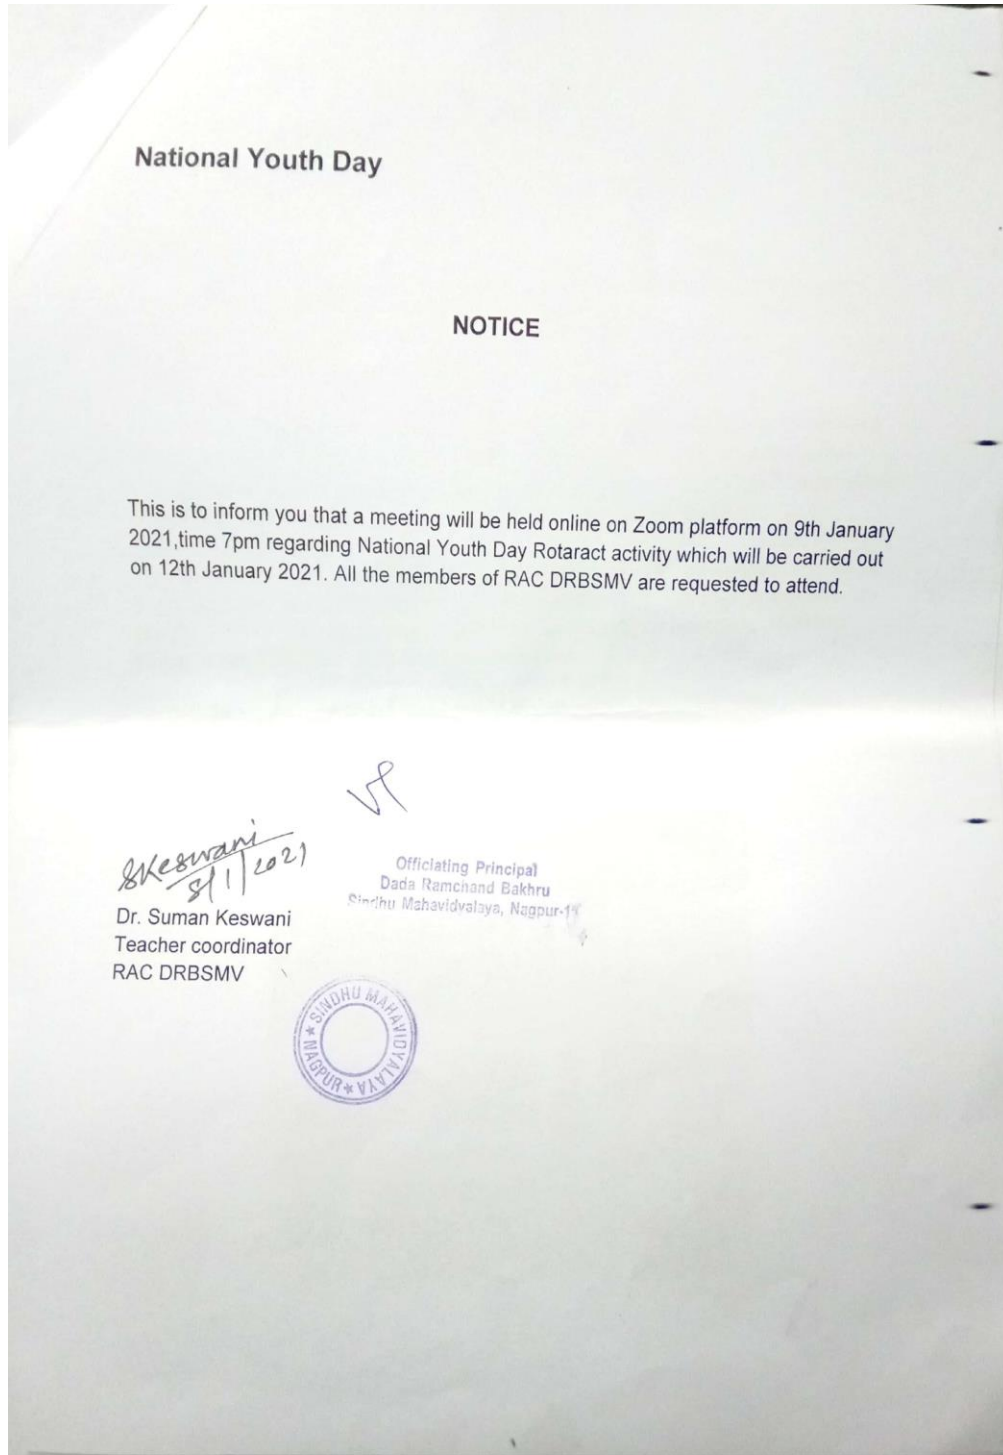 National Youth Day
NOTICE
This is to inform you that a meeting will be held online on Zoom platform on 9th January
2021,time 7pm regarding National Youth Day Rotaract activity which will be carried out
on 12th January 2021. All the members of RAC DRBSMV are requested to attend.
SKeswani
8/1/2021
Dr. Suman Keswani
Teacher coordinator
RAC DRBSMV
Officiating Principal
Dada Ramchand Bakhru
Sindhu Mahavidyalaya,
SINDHU MAHAVIDYALAYA
★ NAGPUR ★